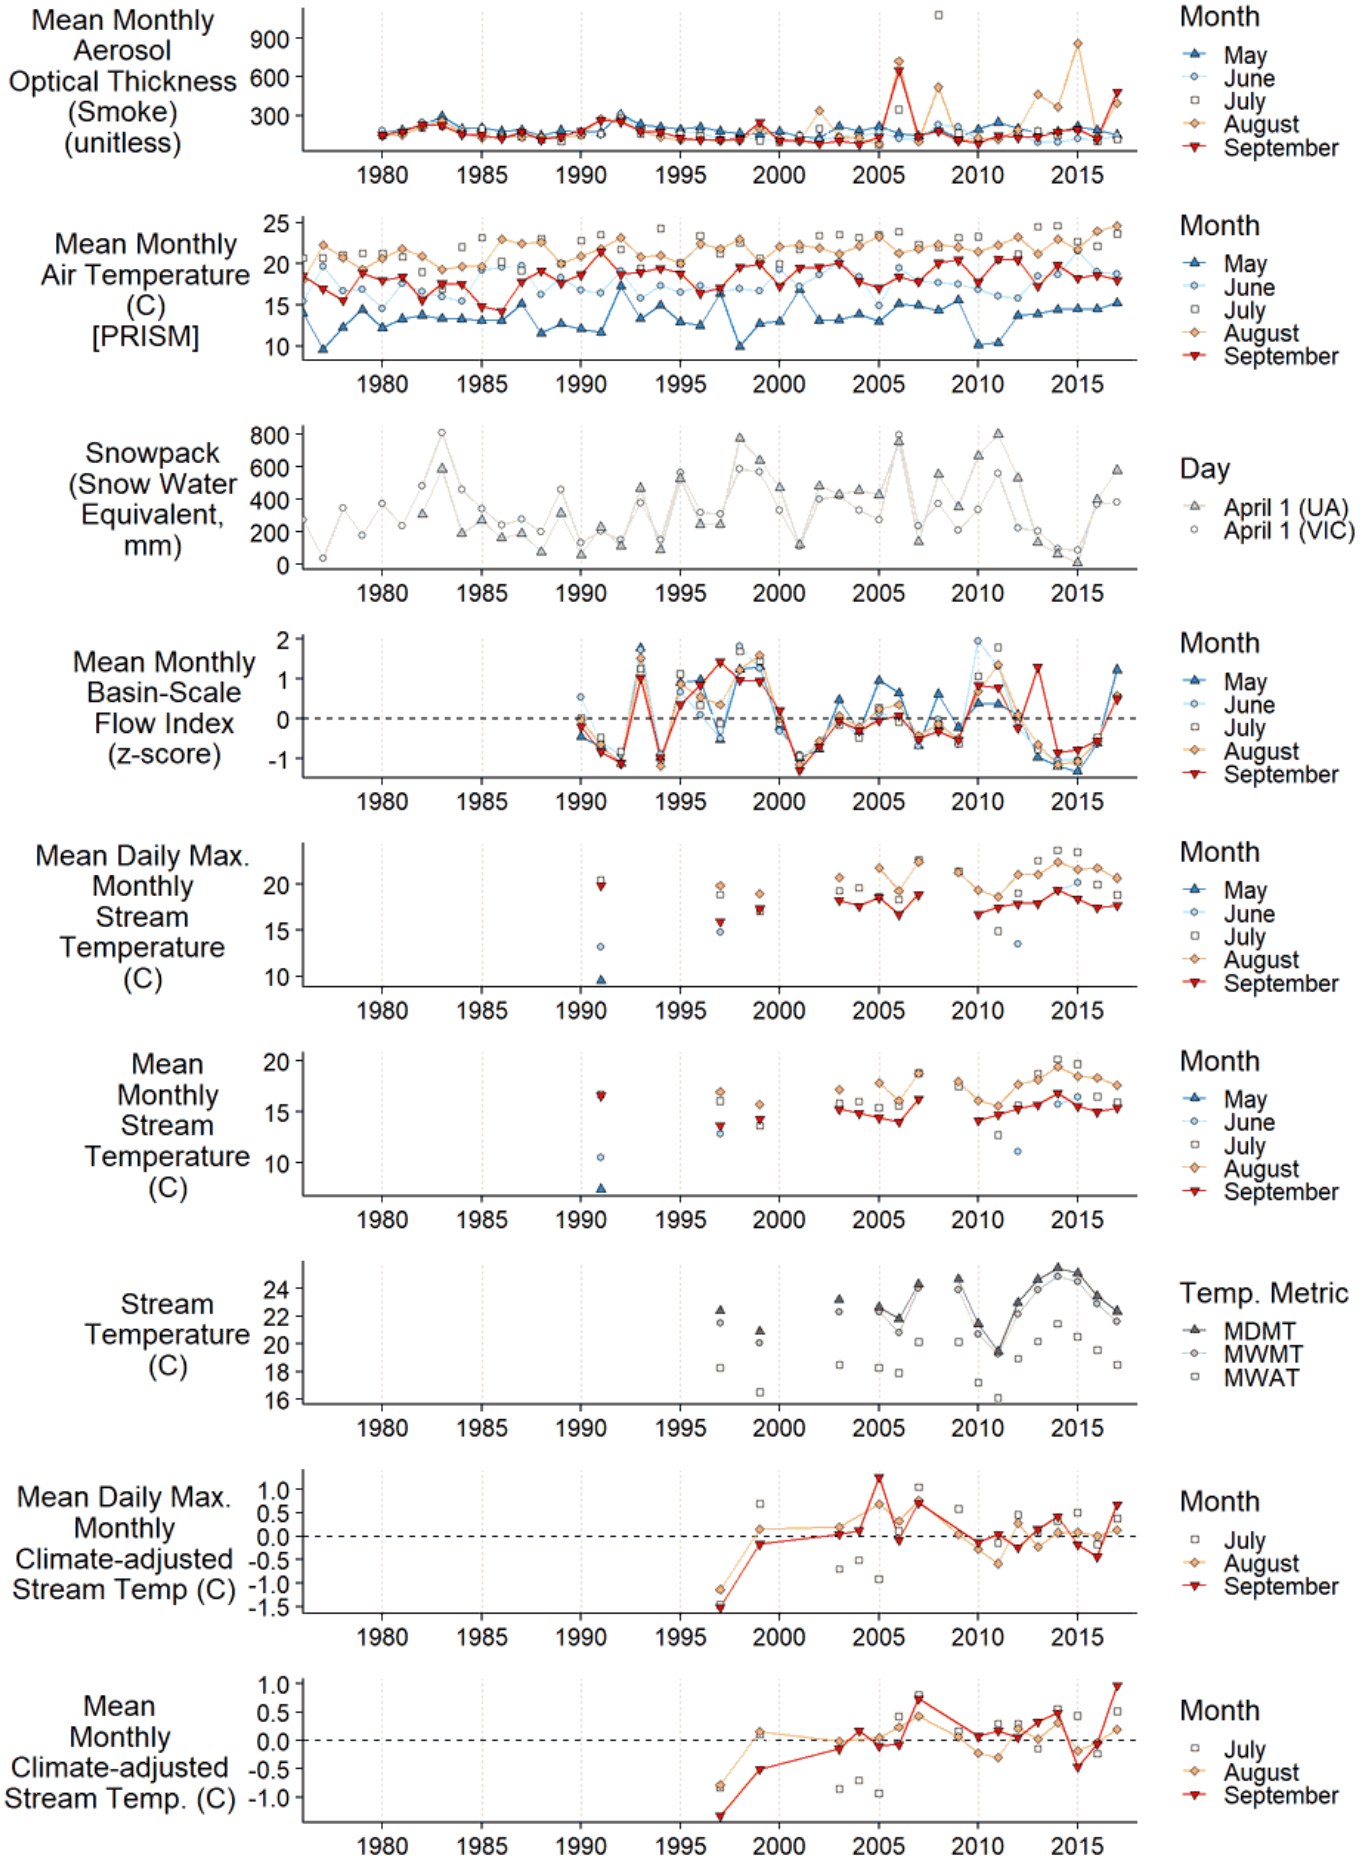 Mean Monthly
Aerosol
Optical Thickness
(Smoke)
(unitless)
900
600
300
1980 1985 1990 1995 2000 2005 2010 2015
Month
May
June
July
August
September
Mean Monthly
Air Temperature
(C)
[PRISM]
25
20
15
10
1980 1985 1990 1995 2000 2005 2010 2015
Month
May
June
July
August
September
Snowpack
(Snow Water
Equivalent,
mm)
800
600
400
200
0
1980 1985 1990 1995 2000 2005 2010 2015
Day
April 1 (UA)
April 1 (VIC)
Mean Monthly
Basin-Scale
Flow Index
(z-score)
2
1
0
-1
1980 1985 1990 1995 2000 2005 2010 2015
Month
May
June
July
August
September
Mean Daily Max.
Monthly
Stream
Temperature
(C)
20
15
10
1980 1985 1990 1995 2000 2005 2010 2015
Month
May
June
July
August
September
Mean
Monthly
Stream
Temperature
(C)
20
15
10
1980 1985 1990 1995 2000 2005 2010 2015
Month
May
June
July
August
September
Stream
Temperature
(C)
24
22
20
18
16
1980 1985 1990 1995 2000 2005 2010 2015
Temp. Metric
MDMT
MWMT
MWAT
Mean Daily Max.
Monthly
Climate-adjusted
Stream Temp (C)
1.0
0.5
0.0
-0.5
-1.0
-1.5
1980 1985 1990 1995 2000 2005 2010 2015
Month
July
August
September
Mean
Monthly
Climate-adjusted
Stream Temp. (C)
1.0
0.5
0.0
-0.5
-1.0
1980 1985 1990 1995 2000 2005 2010 2015
Month
July
August
September